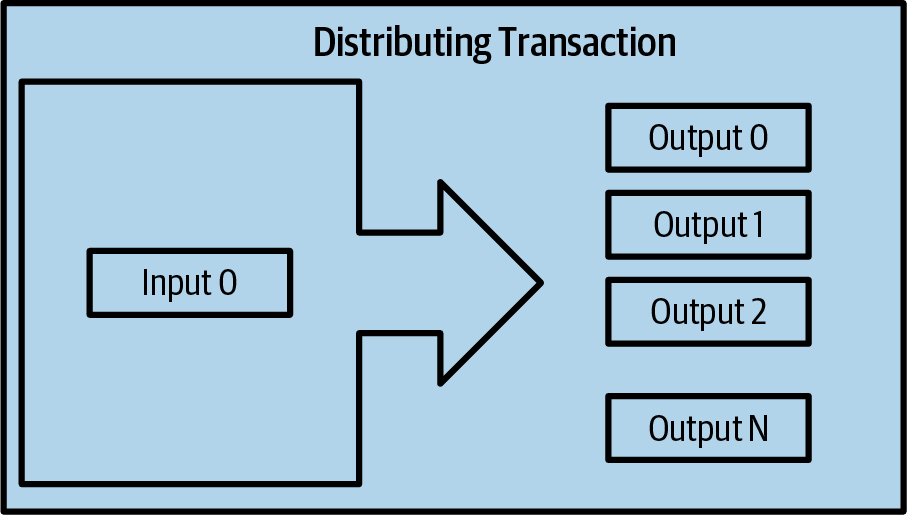 Distributing Transaction
Input 0
Output 0
Output 1
Output 2
Output N